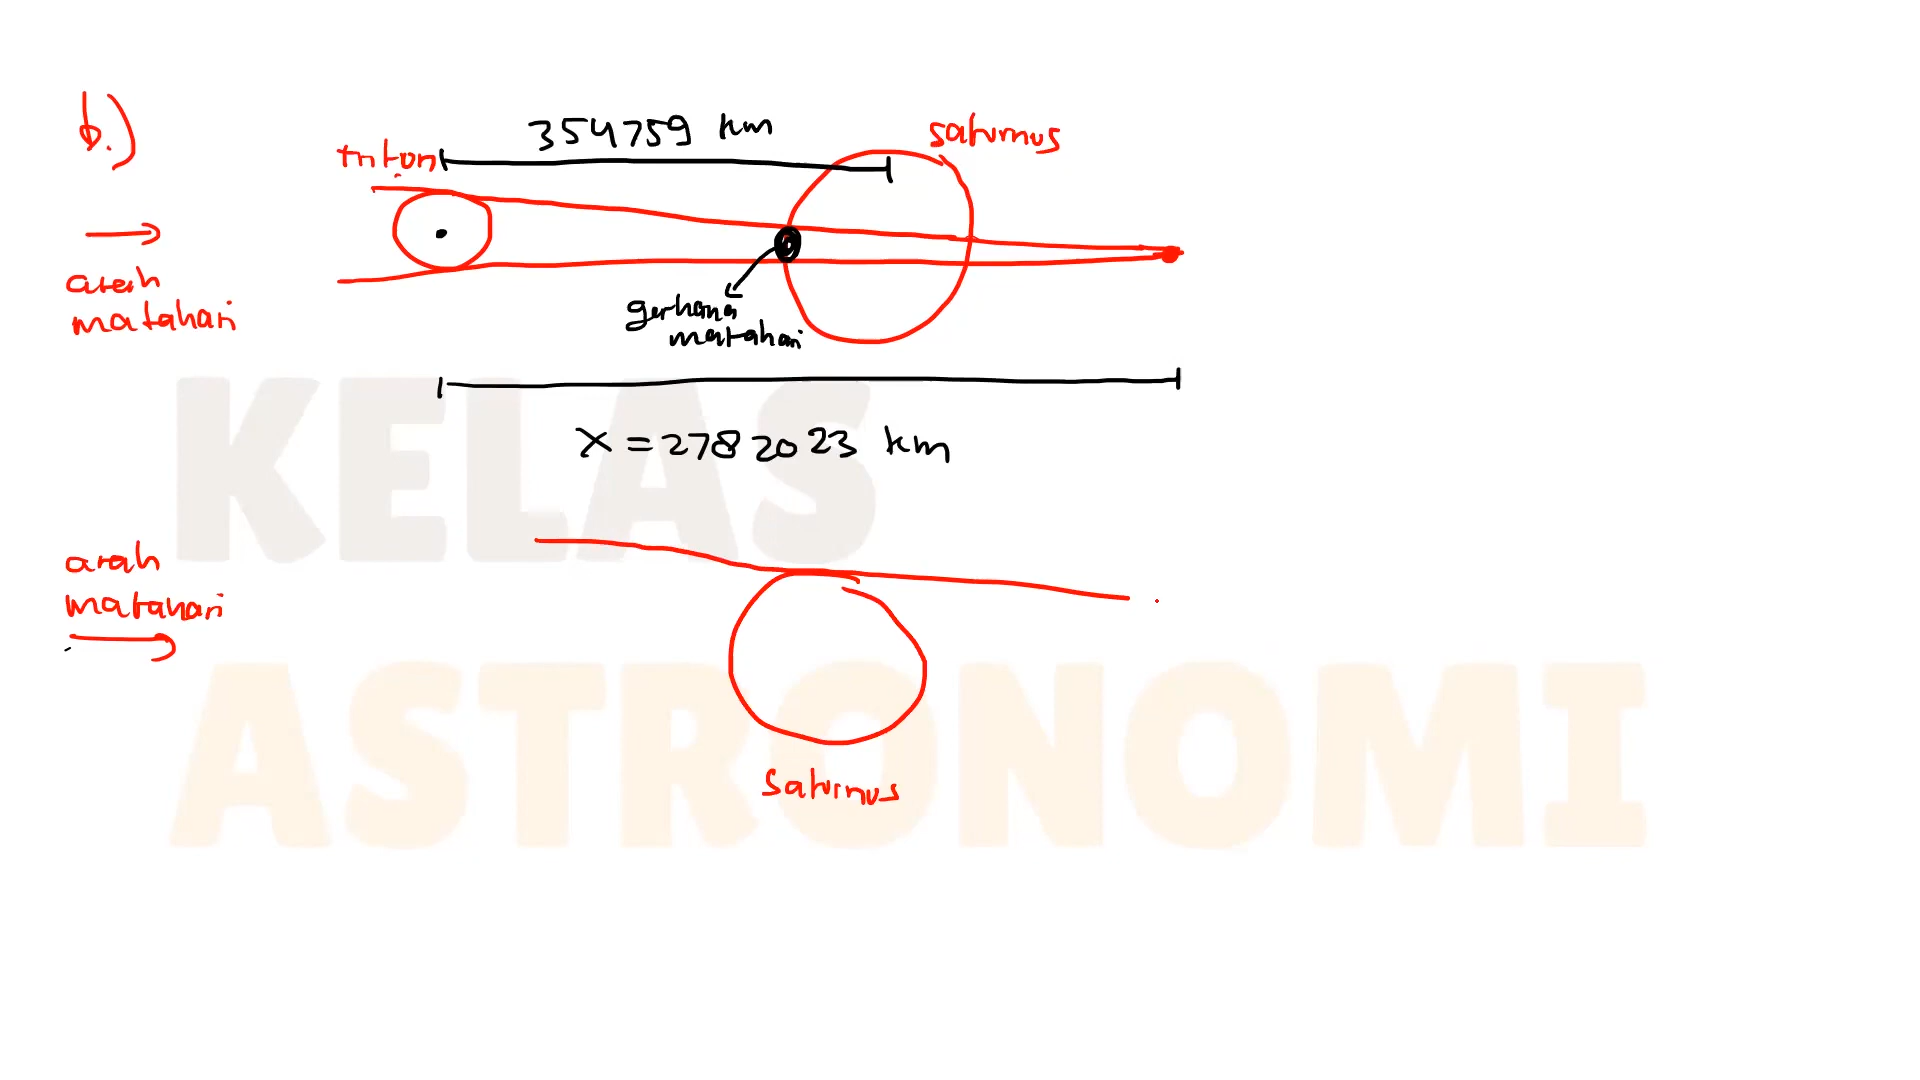 b.)
354759 km
saturnus
triton
arah
matahari
gerhana
matahari
X = 2782023 km
KELAS
arah
matahari
ASTRONOMI
Saturnus